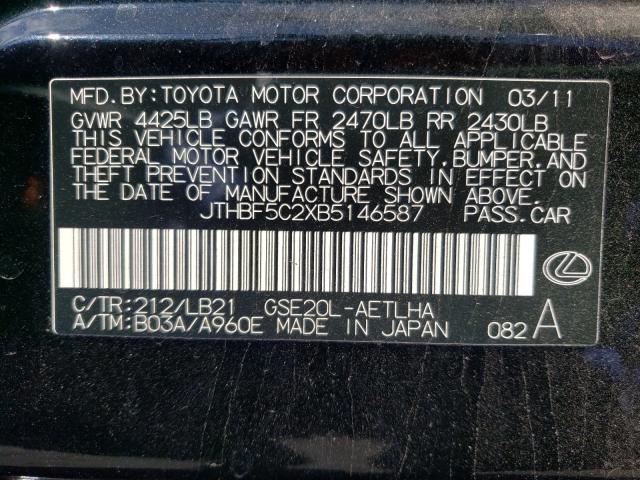 MFD.BY:TOYOTA MOTOR CORPORATION 03/11
GVWR 4425LB GAWR FR 2470LB RR 2430LB
THIS VEHICLE CONFORMS TO ALL APPLICABLE
FEDERAL MOTOR VEHICLE SAFETY,BUMPER,AND
THEFT PREVENTION STANDARDS IN EFFECT ON
THE DATE OF MANUFACTURE SHOWN ABOVE.
JTHBF5C2XB5146587 PASS.CAR
C/TR:212/LB21 GSE20L-AETLHA
A/TM:B03A/A960E MADE IN JAPAN 082 A